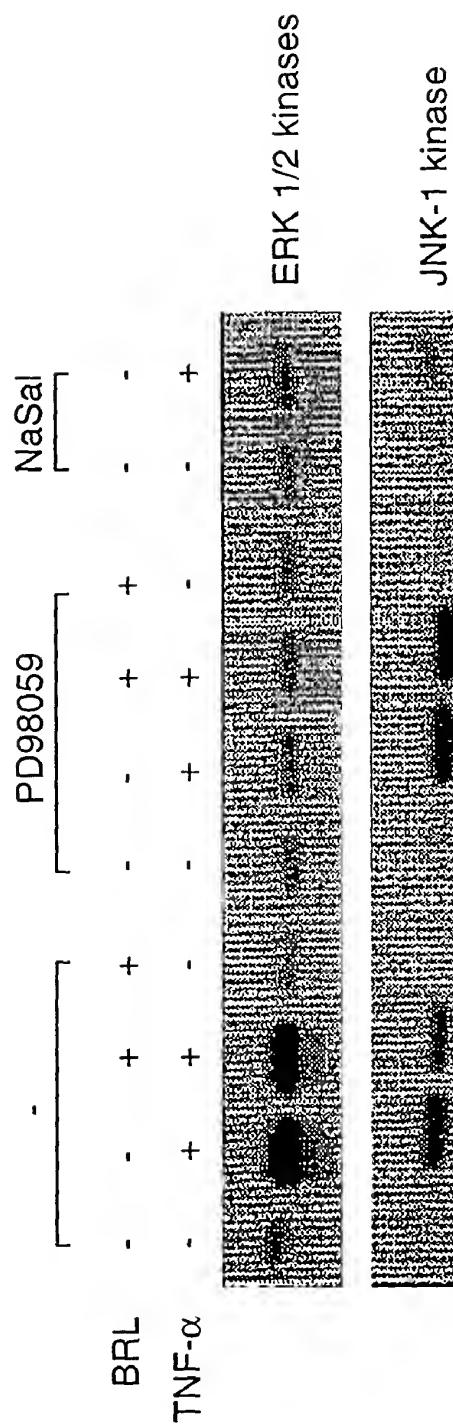 - PD98059 NaSal
BRL - - + + - - + + - -
TNF-α - + + - - + + - - +
ERK 1/2 kinases
JNK-1 kinase